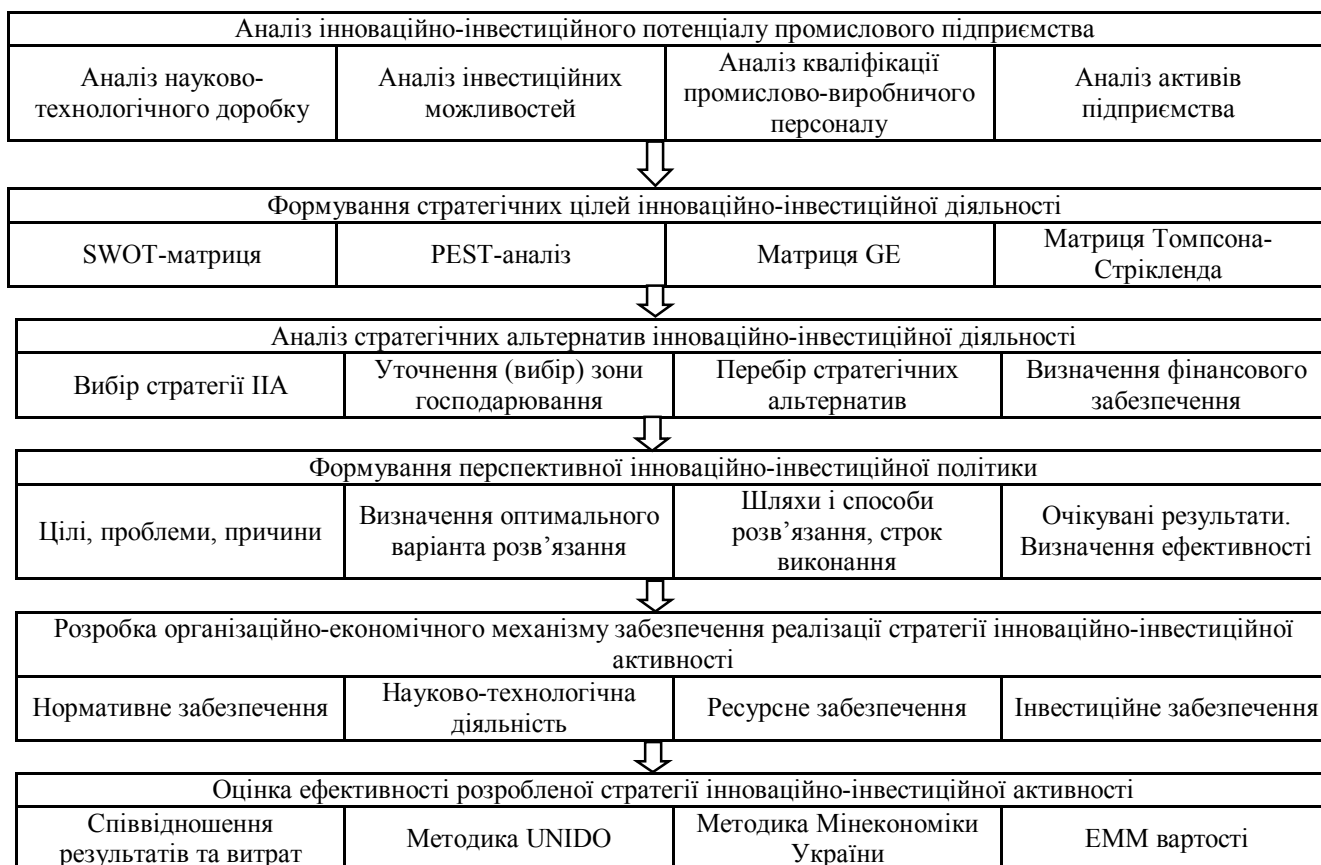 Аналіз інноваційно-інвестиційного потенціалу промислового підприємства
Аналіз науково-
технологічного доробку
Аналіз інвестиційних
можливостей
Аналіз кваліфікації
промислово-виробничого
персоналу
Аналіз активів
підприємства
Формування стратегічних цілей інноваційно-інвестиційної діяльності
SWOT-матриця
PEST-аналіз
Матриця GE
Матриця Томпсона-
Стрікленда
Аналіз стратегічних альтернатив інноваційно-інвестиційної діяльності
Вибір стратегії ІІА
Уточнення (вибір) зони
господарювання
Перебір стратегічних
альтернатив
Визначення фінансового
забезпечення
Формування перспективної інноваційно-інвестиційної політики
Цілі, проблеми, причини
Визначення оптимального
варіанта розв’язання
Шляхи і способи
розв’язання, строк
виконання
Очікувані результати.
Визначення ефективності
Розробка організаційно-економічного механізму забезпечення реалізації стратегії інноваційно-інвестиційної
активності
Нормативне забезпечення
Науково-технологічна
діяльність
Ресурсне забезпечення
Інвестиційне забезпечення
Оцінка ефективності розробленої стратегії інноваційно-інвестиційної активності
Співвідношення
результатів та витрат
Методика UNIDO
Методика Мінекономіки
України
ЕММ вартості